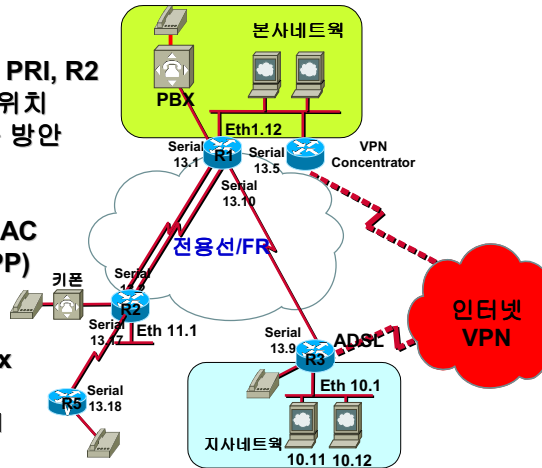 본사네트웍
PRI, R2
위치
방안
PBX
Eth1.12
Serial
13.1
R1
Serial
13.5
VPN
Concentrator
Serial
13.10
AC
PP)
전용선/FR
키폰
R2
Serial
13.17
Eth 11.1
인터넷
VPN
Serial
13.9
ADSL
R3
x
Eth 10.1
R5
Serial
13.18
지사네트웍
10.11
10.12